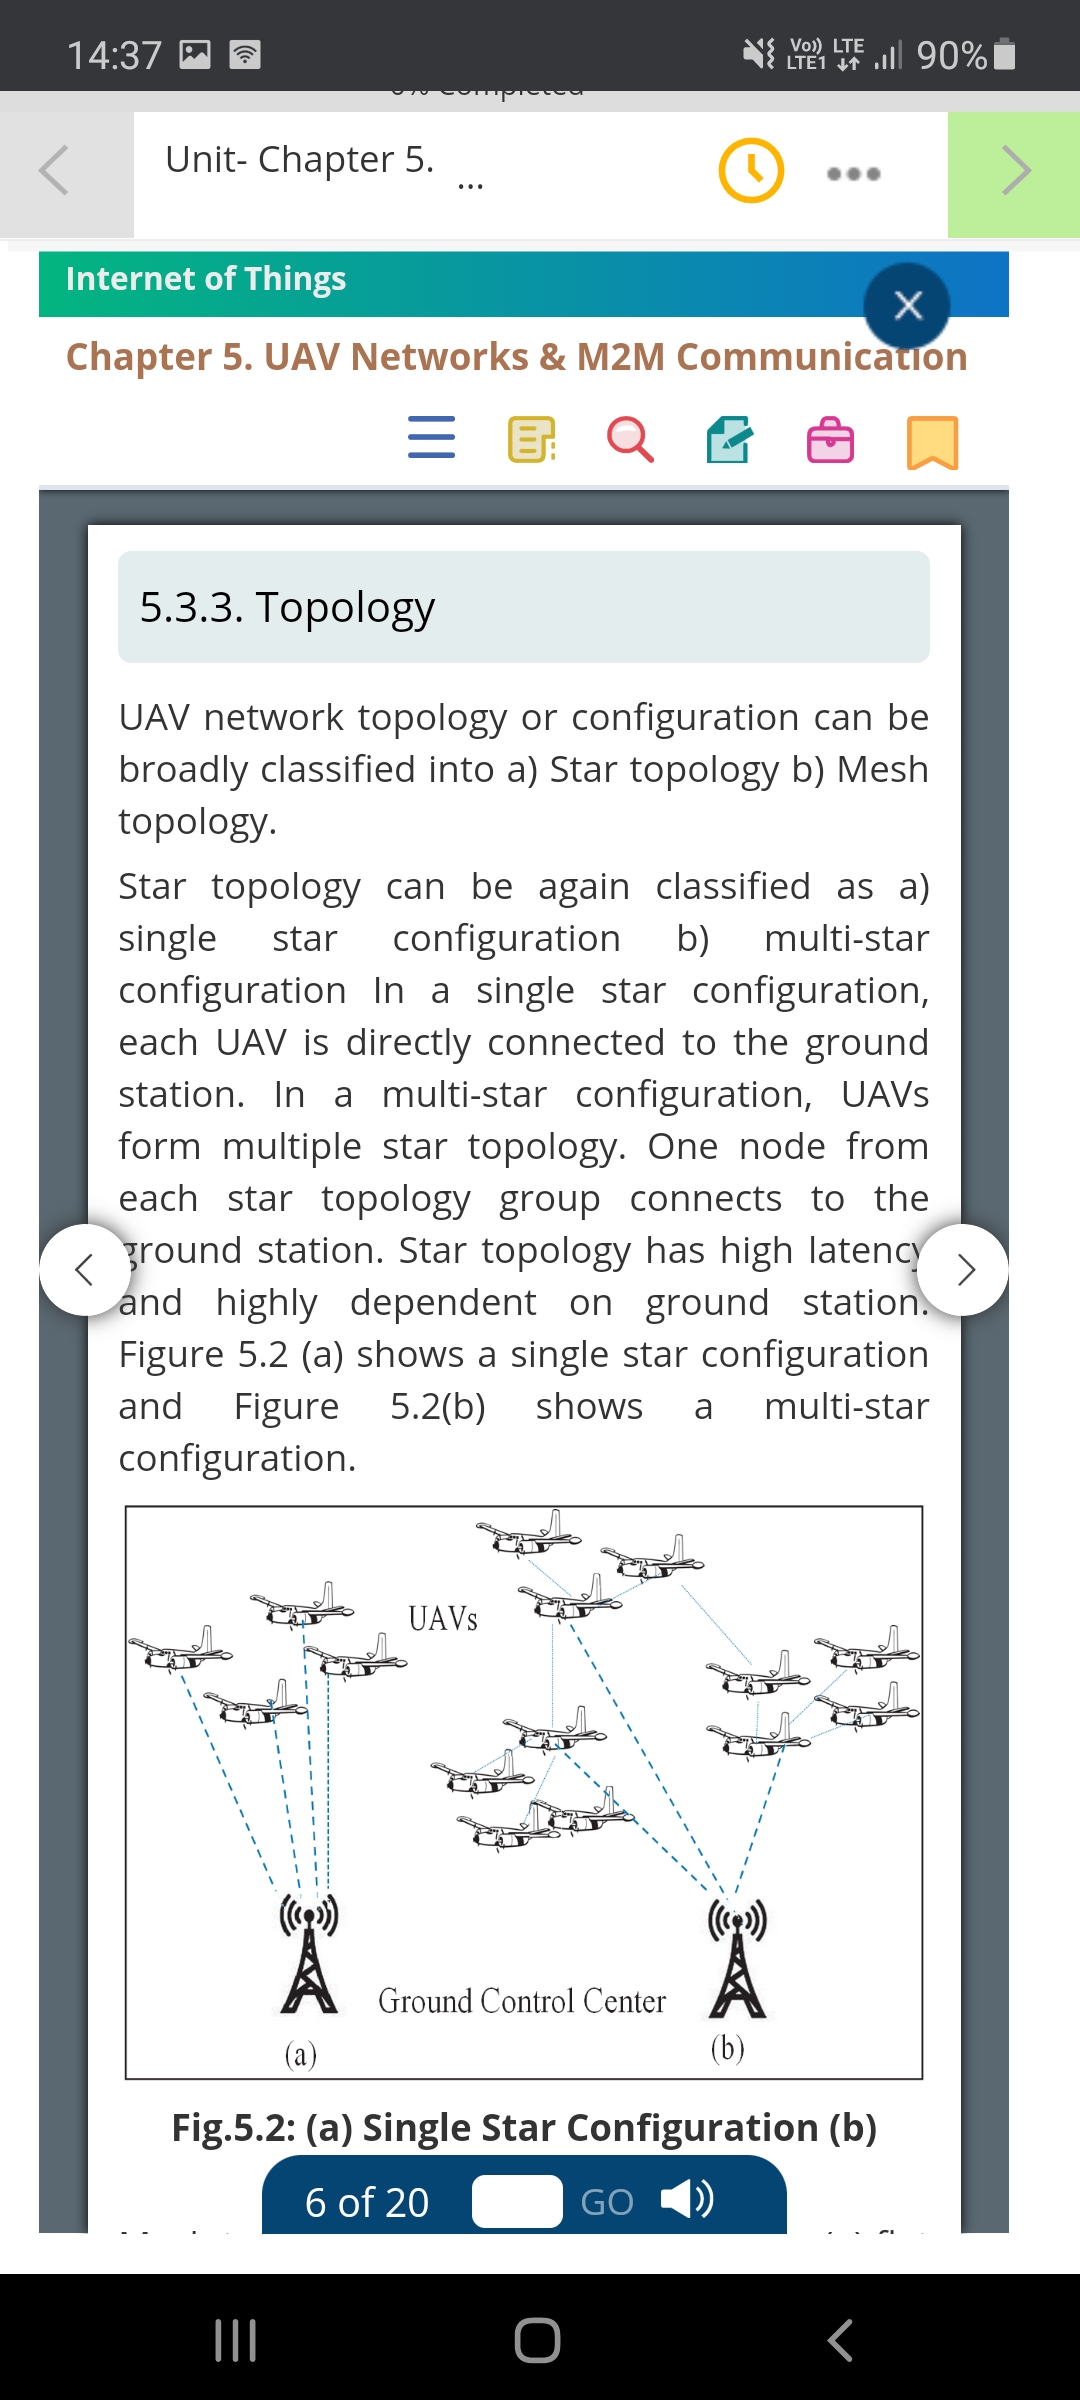 14:37
Vo)) LTE
LTE1
90%
Unit- Chapter 5.
...
Internet of Things
Chapter 5. UAV Networks & M2M Communication
5.3.3. Topology
UAV network topology or configuration can be
broadly classified into a) Star topology b) Mesh
topology.
Star topology can be again classified as a)
single star configuration b) multi-star
configuration In a single star configuration,
each UAV is directly connected to the ground
station. In a multi-star configuration, UAVs
form multiple star topology. One node from
each star topology group connects to the
ground station. Star topology has high latency
and highly dependent on ground station.
Figure 5.2 (a) shows a single star configuration
and Figure 5.2(b) shows a multi-star
configuration.
UAVs
Ground Control Center
(a)
(b)
Fig.5.2: (a) Single Star Configuration (b)
6 of 20
GO